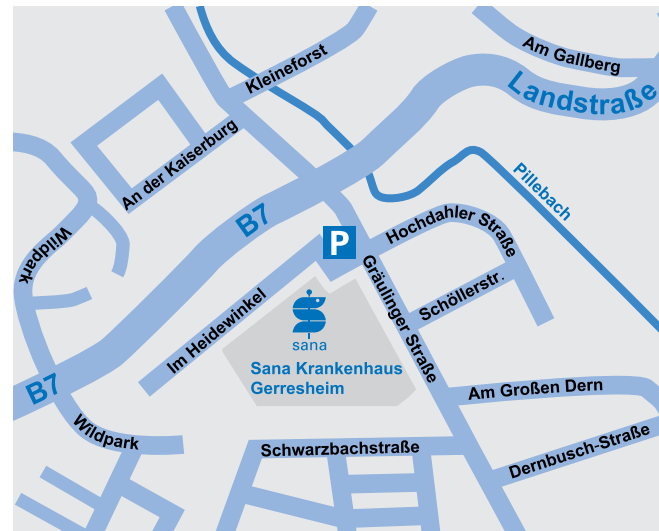 Am Gallberg
Kleineforst
Landstraße
An der Kaiserburg
Pillebach
B7
Wildpark
P
Hochdahler Straße
Gräulinger Straße
Schöllerstr.
Im Heidewinkel
sana
Sana Krankenhaus
Gerresheim
B7
Am Großen Dern
Wildpark
Schwarzbachstraße
Dernbusch-Straße